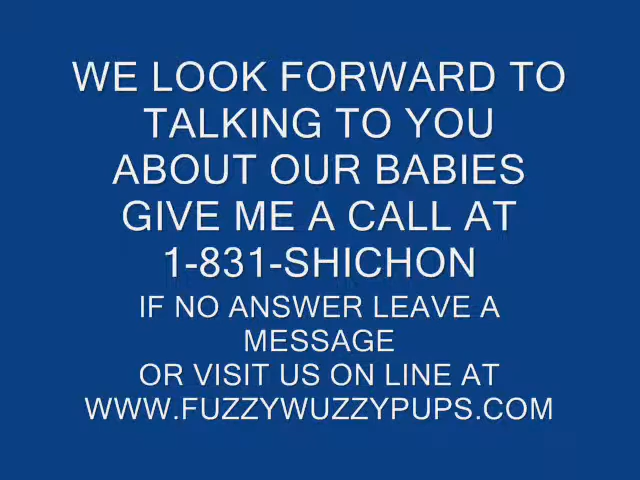 WE LOOK FORWARD TO
TALKING TO YOU
ABOUT OUR BABIES
GIVE ME A CALL AT
1-831-SHICHON
IF NO ANSWER LEAVE A
MESSAGE
OR VISIT US ON LINE AT
WWW.FUZZYWUZZYPUPS.COM